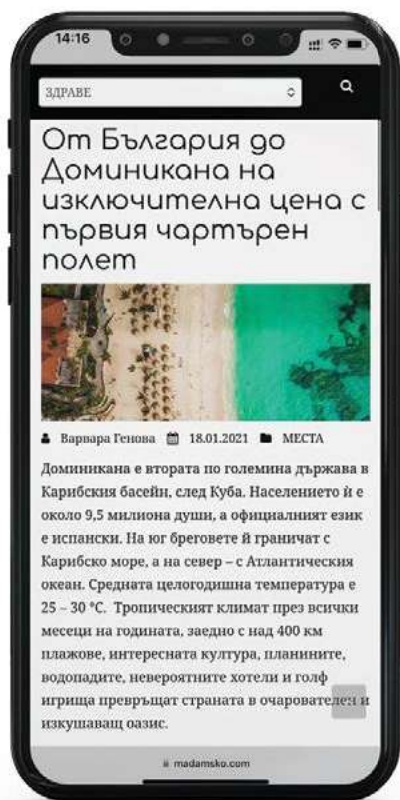 14:16
ЗДРАВЕ
От България до
Доминикана на
изключителна цена с
първия чартърен
полет
Варвара Генова 18.01.2021 МЕСТА
Доминикана е втората по големина държава в
Карибския басейн, след Куба. Населението ѝ е
около 9,5 милиона души, а официалният език
е испански. На юг бреговете ѝ граничат с
Карибско море, а на север – с Атлантическия
океан. Средната целогодишна температура е
25 – 30 °C. Тропическият климат през всички
месеци на годината, заедно с над 400 км
плажове, интересната култура, планините,
водопадите, невероятните хотели и голф
игрища превръщат страната в очарователен и
изкушаващ оазис.
madamsko.com